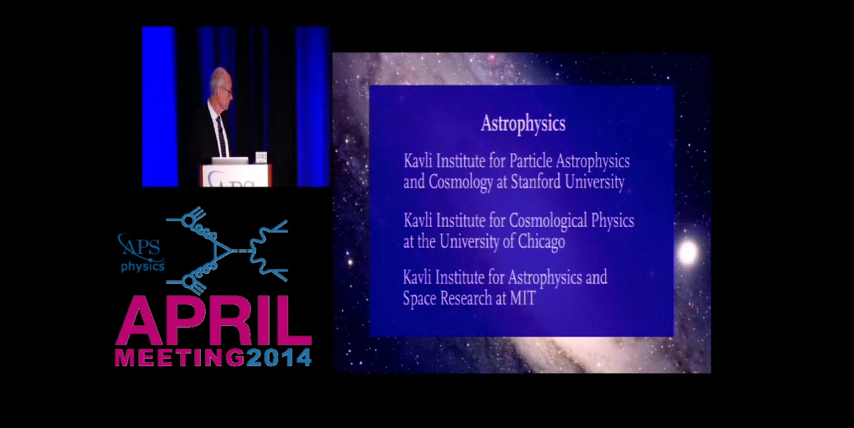 APS
APS
physics
APRIL
MEETING2014
Astrophysics
Kavli Institute for Particle Astrophysics
and Cosmology at Stanford University
Kavli Institute for Cosmological Physics
at the University of Chicago
Kavli Institute for Astrophysics and
Space Research at MIT